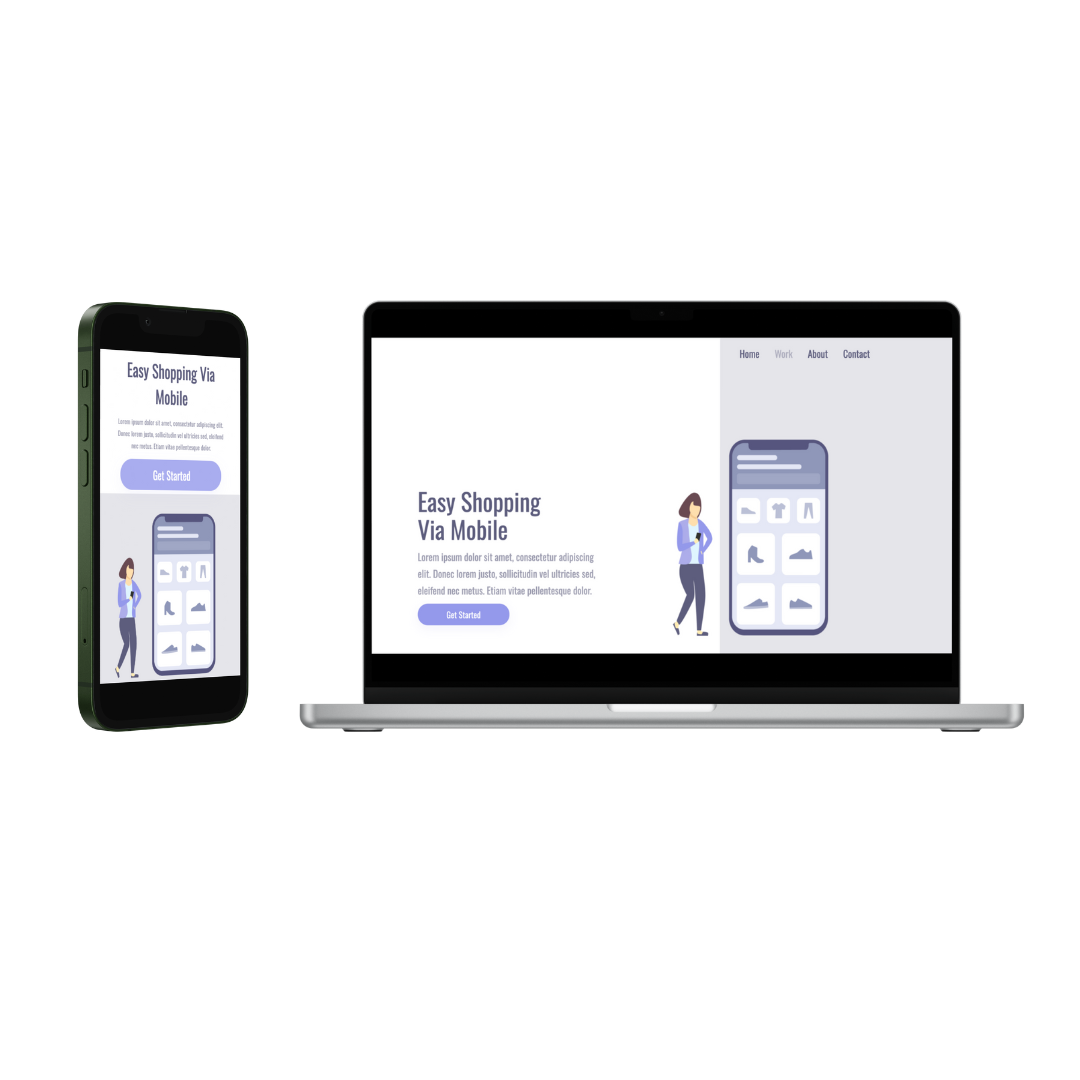 Easy Shopping Via
Mobile
Lorem ipsum dolor sit amet, consectetur adipiscing elit.
Donec lorem justo, sollicitudin vel ultricies sed, eleifend
nec metus. Etiam vitae pellentesque dolor.
Get Started
Home Work About Contact
Easy Shopping
Via Mobile
Lorem ipsum dolor sit amet, consectetur adipiscing
elit. Donec lorem justo, sollicitudin vel ultricies sed,
eleifend nec metus. Etiam vitae pellentesque dolor.
Get Started